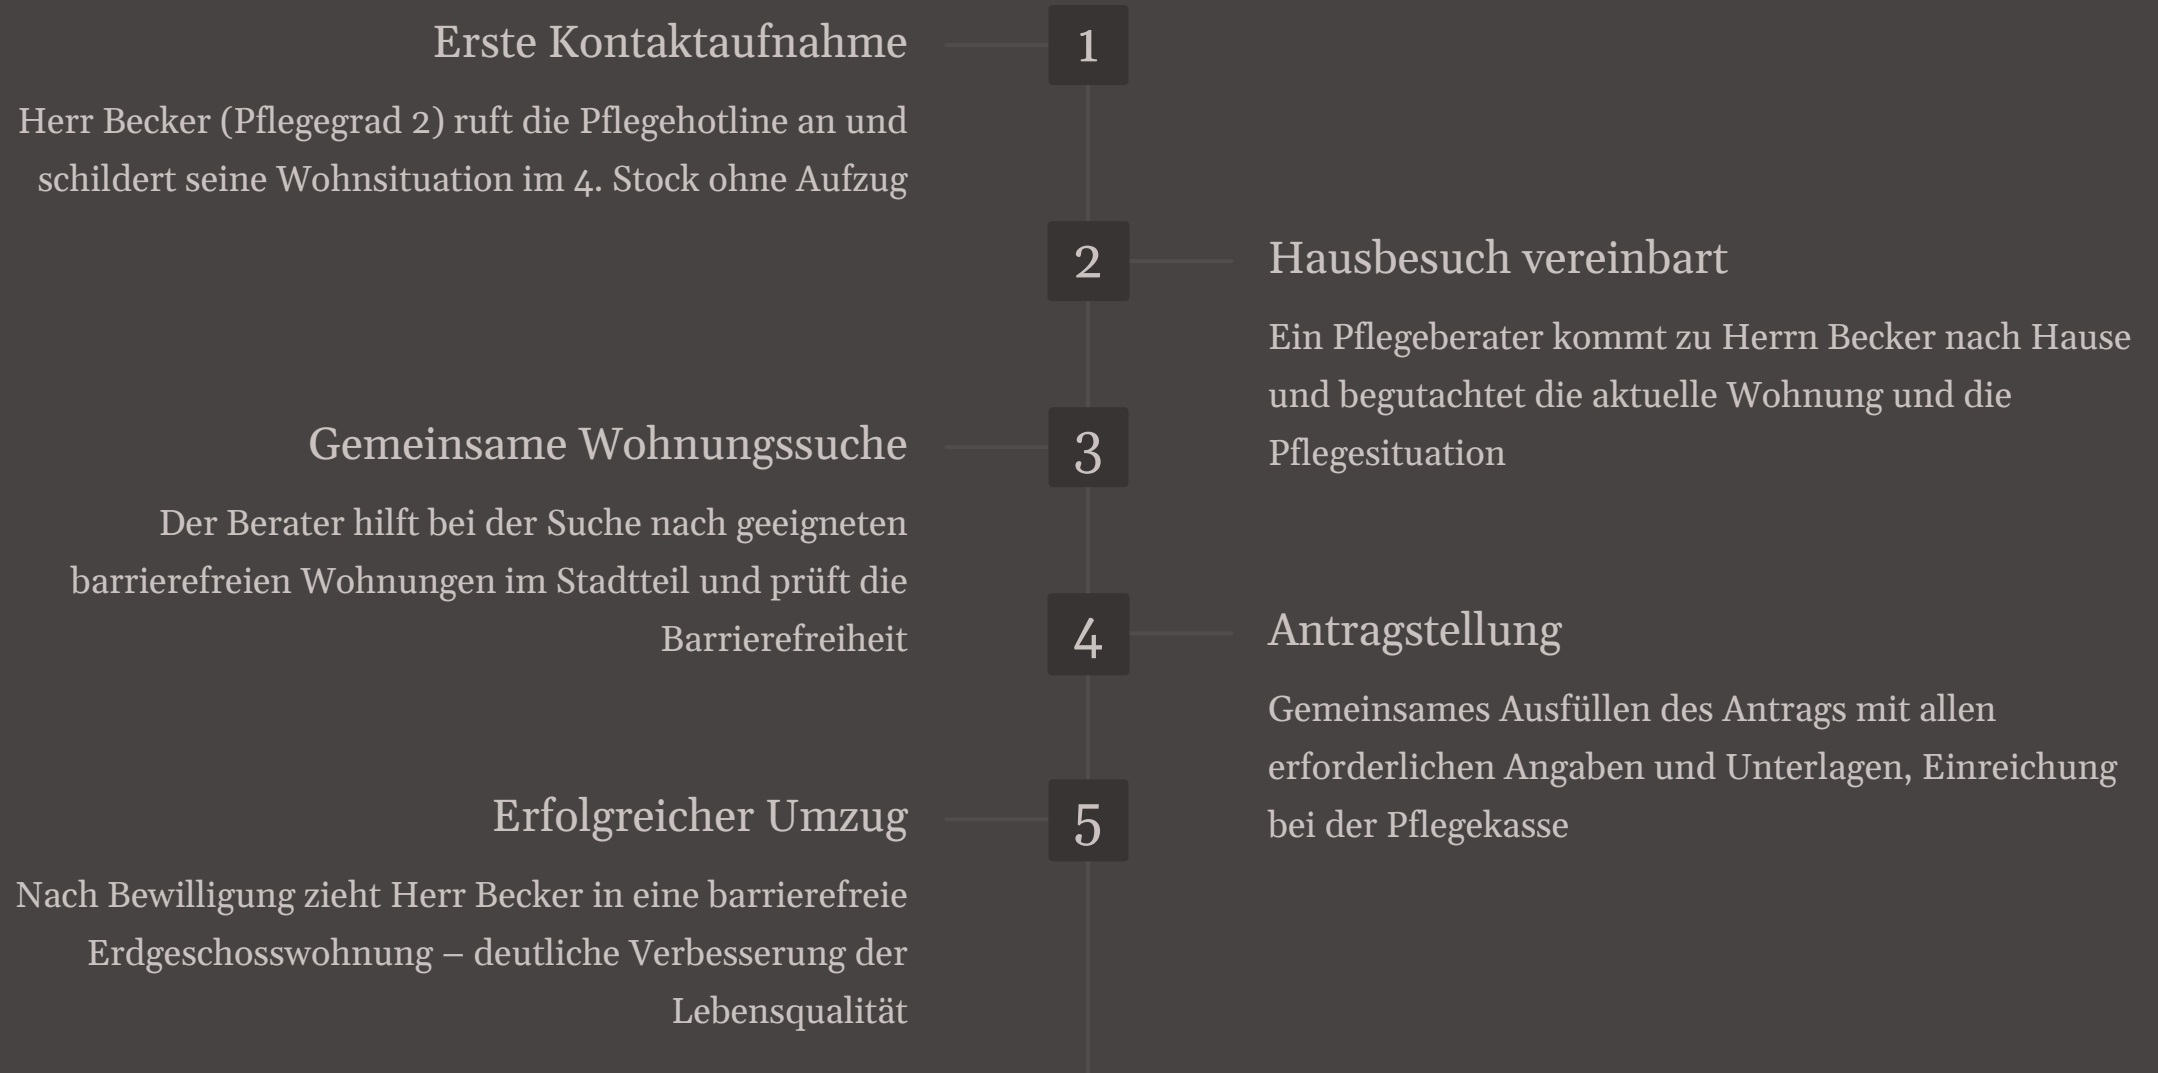 Erste Kontaktaufnahme
1
Herr Becker (Pflegegrad 2) ruft die Pflegehotline an und
schildert seine Wohnsituation im 4. Stock ohne Aufzug
2
Hausbesuch vereinbart
Ein Pflegeberater kommt zu Herrn Becker nach Hause
und begutachtet die aktuelle Wohnung und die
Pflegesituation
Gemeinsame Wohnungssuche
3
Der Berater hilft bei der Suche nach geeigneten
barrierefreien Wohnungen im Stadtteil und prüft die
Barrierefreiheit
4
Antragstellung
Gemeinsames Ausfüllen des Antrags mit allen
erforderlichen Angaben und Unterlagen, Einreichung
bei der Pflegekasse
Erfolgreicher Umzug
5
Nach Bewilligung zieht Herr Becker in eine barrierefreie
Erdgeschosswohnung – deutliche Verbesserung der
Lebensqualität